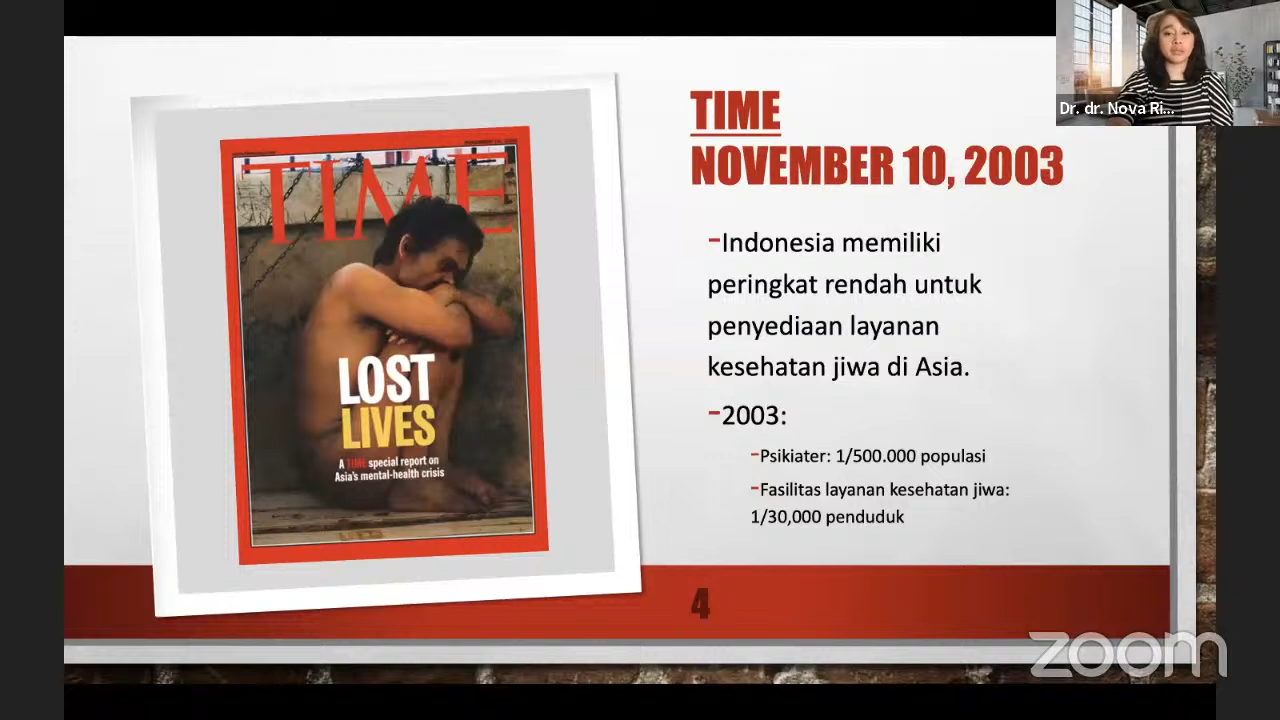 Dr. dr. Nova Ri...
TIME
NOVEMBER 10, 2003
TIME
LOST
LIVES
A TIME special report on
Asia's mental-health crisis
-Indonesia memiliki
peringkat rendah untuk
penyediaan layanan
kesehatan jiwa di Asia.
-2003:
-Psikiater: 1/500.000 populasi
-Fasilitas layanan kesehatan jiwa:
1/30,000 penduduk
4
zoom